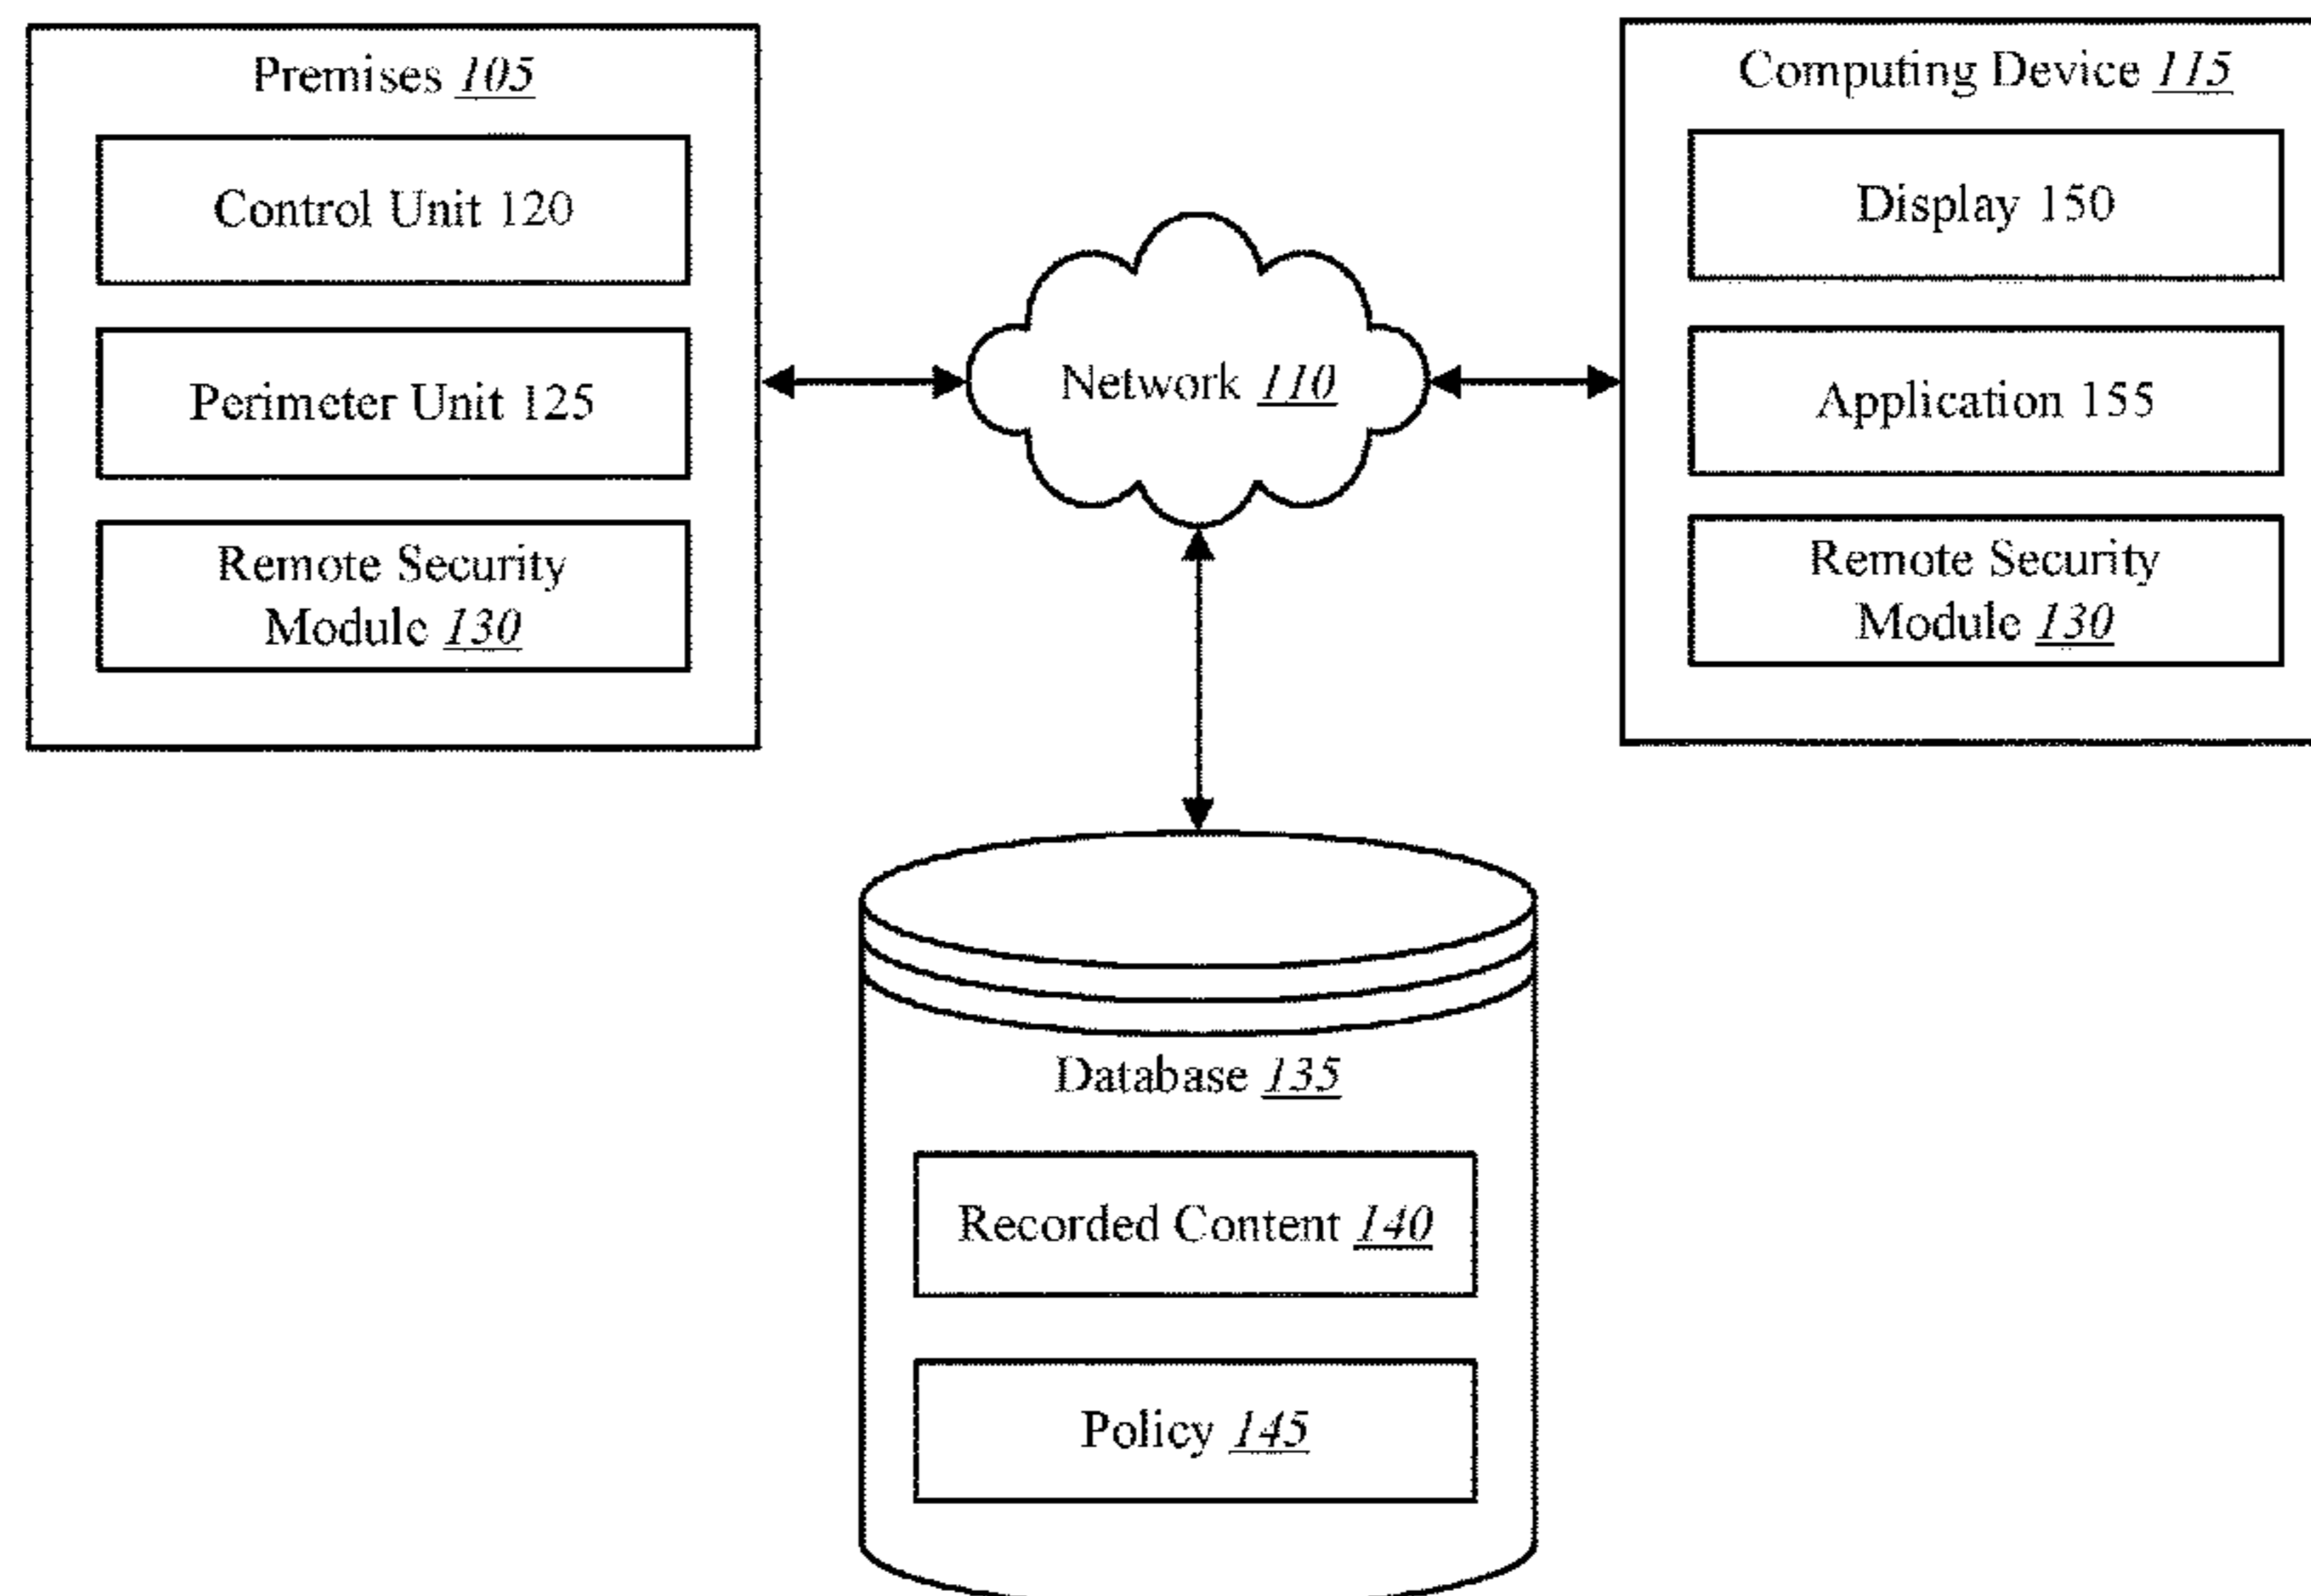 Premises 105
Control Unit 120
Perimeter Unit 125
Remote Security
Module 130
Network 110
Computing Device 115
Display 150
Application 155
Remote Security
Module 130
Database 135
Recorded Content 140
Policy 145